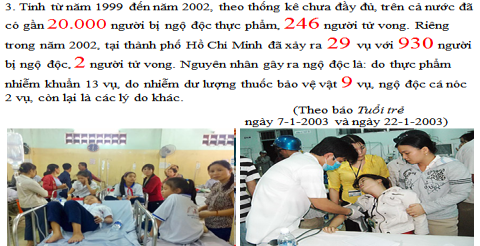 3. Tính từ năm 1999 đến năm 2002, theo thống kê chưa đầy đủ, trên cả nước đã
có gần 20.000 người bị ngộ độc thực phẩm, 246 người tử vong. Riêng
trong năm 2002, tại thành phố Hồ Chí Minh đã xảy ra 29 vụ với 930 người
bị ngộ độc, 2 người tử vong. Nguyên nhân gây ra ngộ độc là: do thực phẩm
nhiễm khuẩn 13 vụ, do nhiễm dư lượng thuốc bảo vệ vật 9 vụ, ngộ độc cá nóc
2 vụ, còn lại là các lý do khác.
(Theo báo Tuổi trẻ
ngày 7-1-2003 và ngày 22-1-2003)